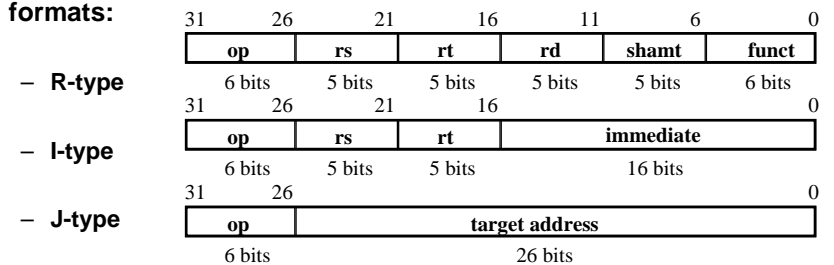 formats:
31 26 21 16 11 6 0
op rs rt rd shamt funct
– R-type 6 bits 5 bits 5 bits 5 bits 5 bits 6 bits
31 26 21 16 0
op rs rt immediate
– I-type
6 bits 5 bits 5 bits 16 bits
31 26 0
– J-type op target address
6 bits 26 bits